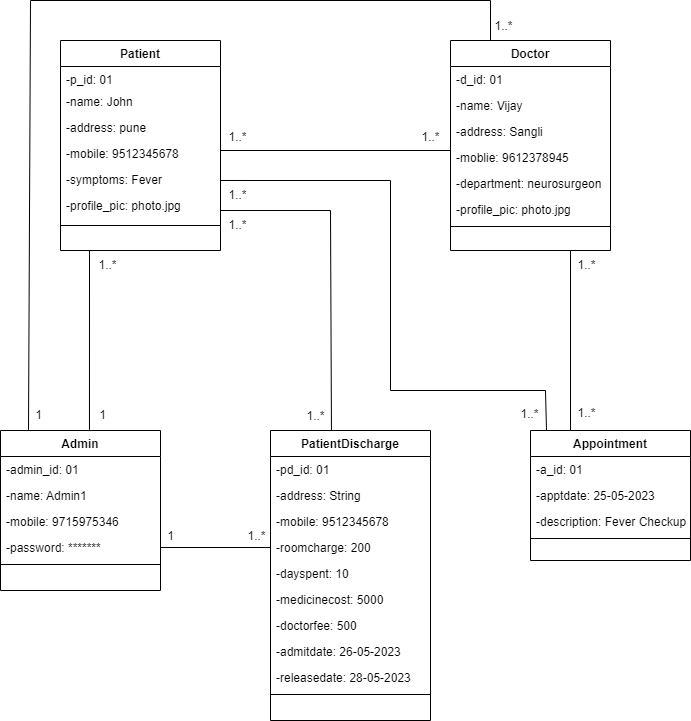 1..*
Patient
-p_id: 01
-name: John
-address: pune
-mobile: 9512345678
-symptoms: Fever
-profile_pic: photo.jpg
Doctor
-d_id: 01
-name: Vijay
-address: Sangli
-moblie: 9612378945
-department: neurosurgeon
-profile_pic: photo.jpg
1..*
1..*
1..*
1..*
1..*
1..*
1
1
1..*
1..*
1..*
Admin
-admin_id: 01
-name: Admin1
-mobile: 9715975346
-password: *******
1
1..*
PatientDischarge
-pd_id: 01
-address: String
-mobile: 9512345678
-roomcharge: 200
-dayspent: 10
-medicinecost: 5000
-doctorfee: 500
-admitdate: 26-05-2023
-releasedate: 28-05-2023
Appointment
-a_id: 01
-apptdate: 25-05-2023
-description: Fever Checkup